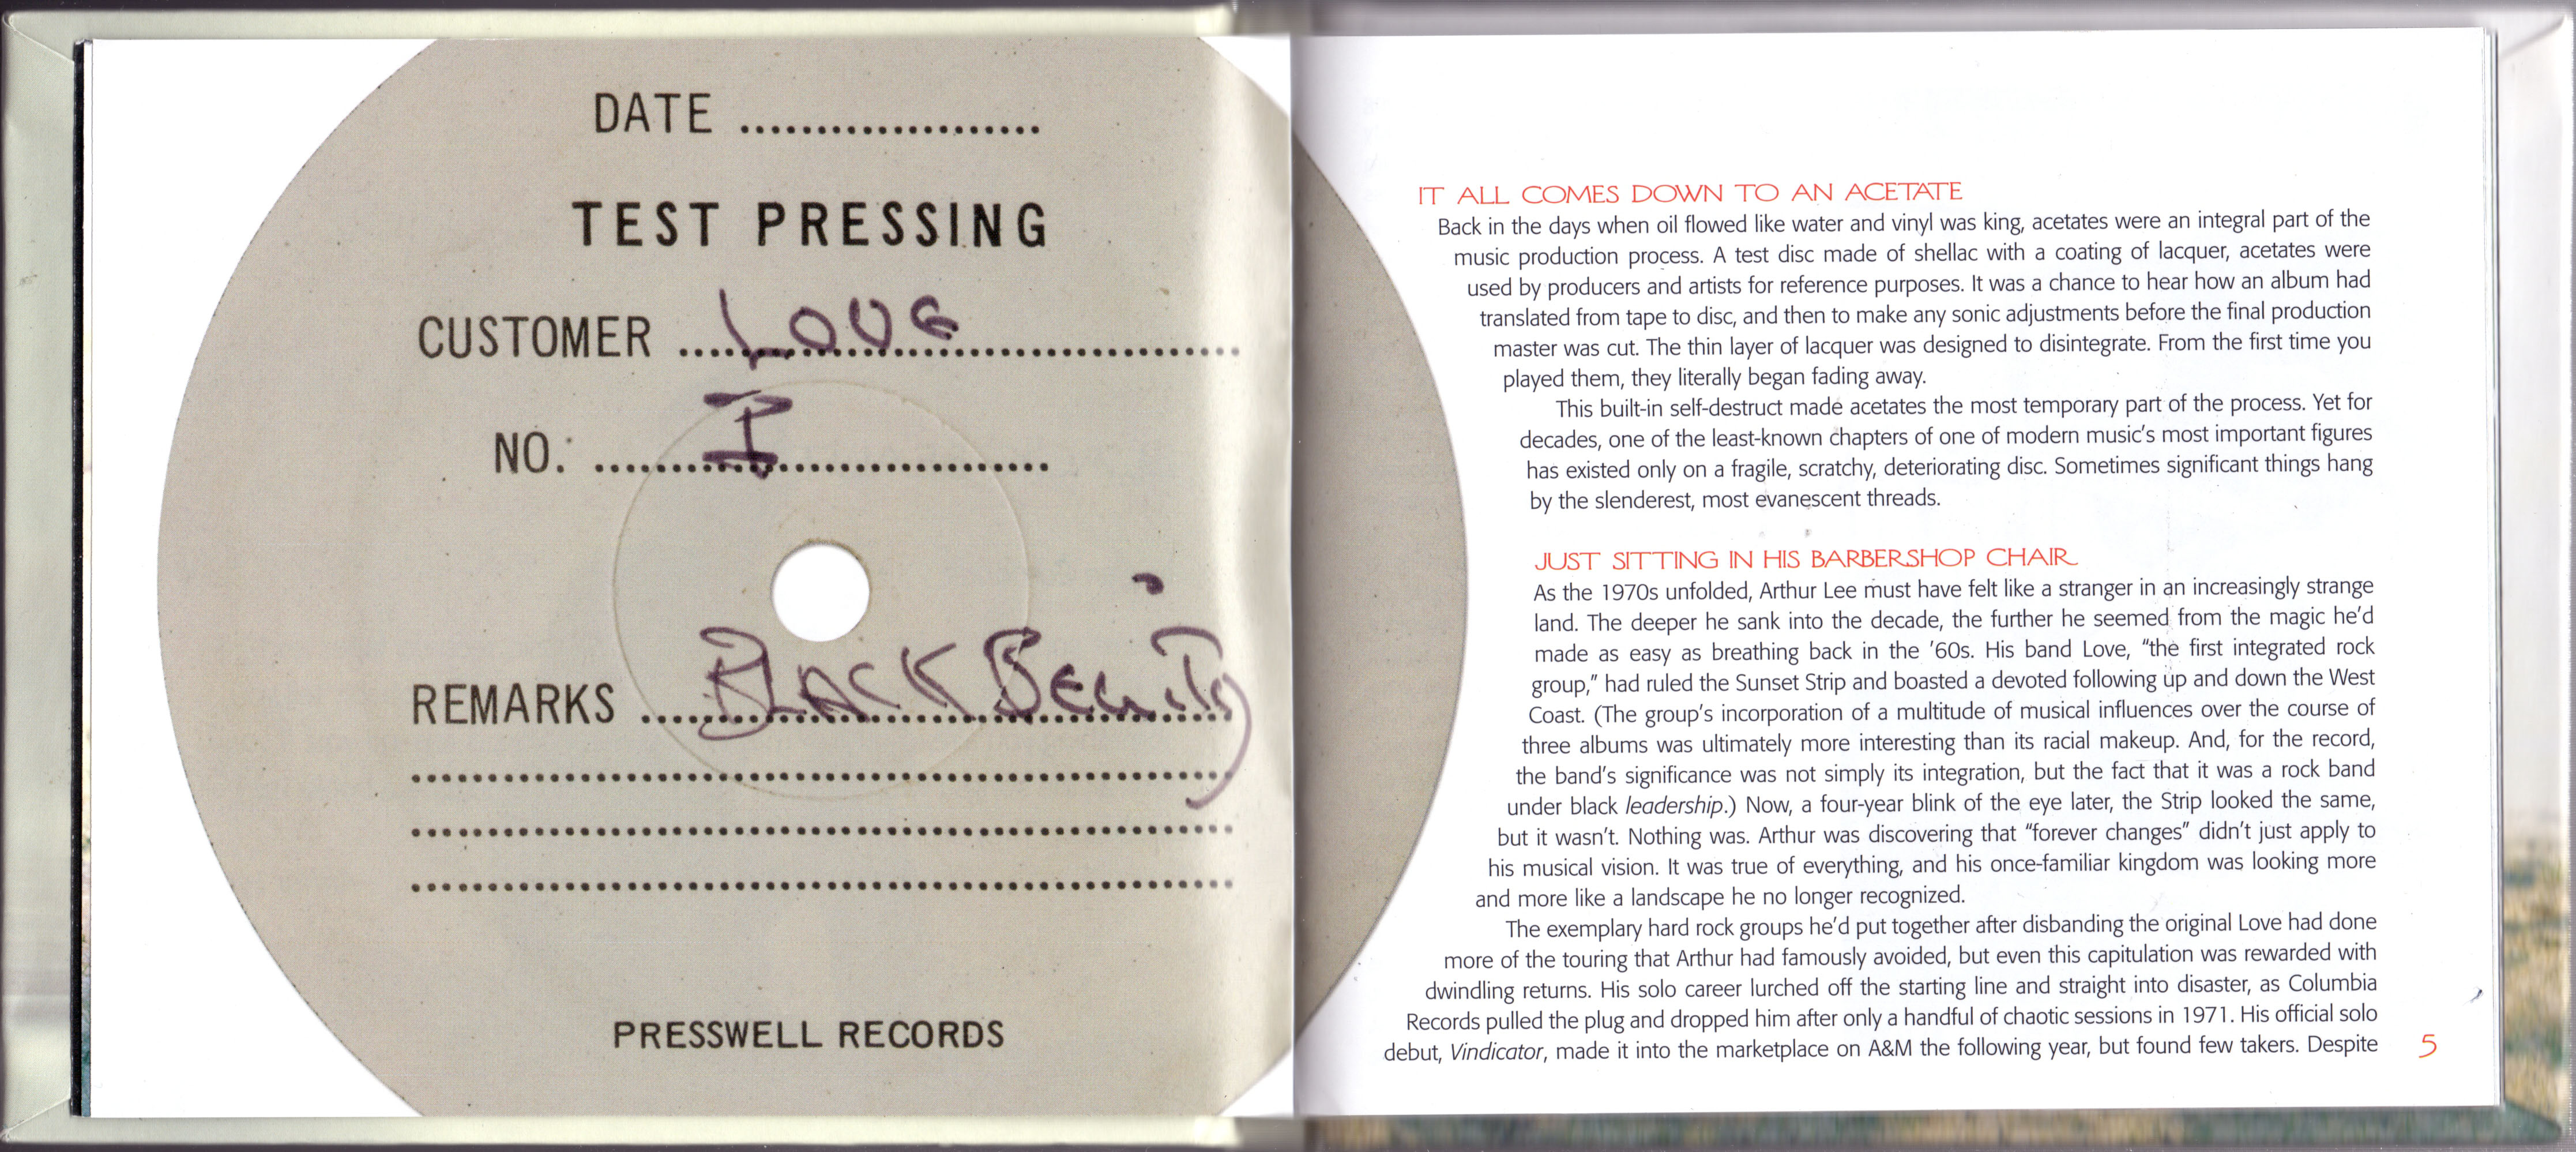 DATE ....................
TEST PRESSING
CUSTOMER LOVE
NO. I
REMARKS BLACK BEUITY
PRESSWELL RECORDS
IT ALL COMES DOWN TO AN ACETATE
Back in the days when oil flowed like water and vinyl was king, acetates were an integral part of the
music production process. A test disc made of shellac with a coating of lacquer, acetates were
used by producers and artists for reference purposes. It was a chance to hear how an album had
translated from tape to disc, and then to make any sonic adjustments before the final production
master was cut. The thin layer of lacquer was designed to disintegrate. From the first time you
played them, they literally began fading away.
This built-in self-destruct made acetates the most temporary part of the process. Yet for
decades, one of the least-known chapters of one of modern music's most important figures
has existed only on a fragile, scratchy, deteriorating disc. Sometimes significant things hang
by the slenderest, most evanescent threads.
JUST SITTING IN HIS BARBERSHOP CHAIR
As the 1970s unfolded, Arthur Lee must have felt like a stranger in an increasingly strange
land. The deeper he sank into the decade, the further he seemed from the magic he'd
made as easy as breathing back in the '60s. His band Love, "the first integrated rock
group," had ruled the Sunset Strip and boasted a devoted following up and down the West
Coast. (The group's incorporation of a multitude of musical influences over the course of
three albums was ultimately more interesting than its racial makeup. And, for the record,
the band's significance was not simply its integration, but the fact that it was a rock band
under black leadership.) Now, a four-year blink of the eye later, the Strip looked the same,
but it wasn't. Nothing was. Arthur was discovering that "forever changes" didn't just apply to
his musical vision. It was true of everything, and his once-familiar kingdom was looking more
and more like a landscape he no longer recognized.
The exemplary hard rock groups he'd put together after disbanding the original Love had done
more of the touring that Arthur had famously avoided, but even this capitulation was rewarded with
dwindling returns. His solo career lurched off the starting line and straight into disaster, as Columbia
Records pulled the plug and dropped him after only a handful of chaotic sessions in 1971. His official solo
debut, Vindicator, made it into the marketplace on A&M the following year, but found few takers. Despite
5